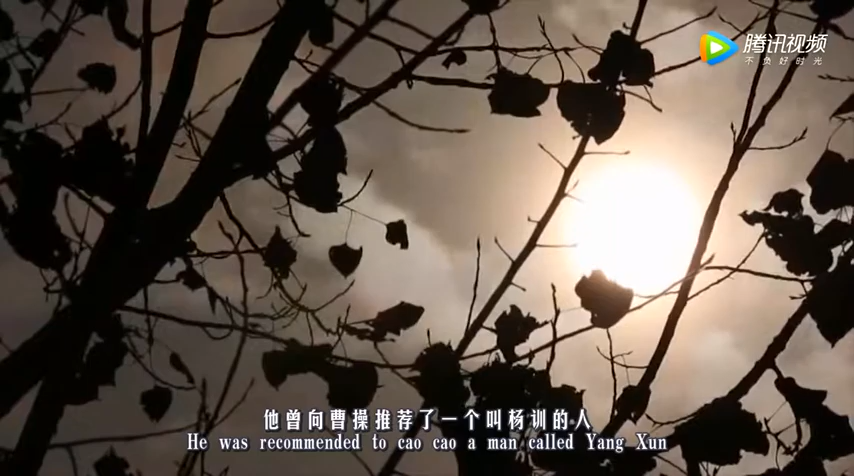 腾讯视频
不负好时光
他曾向曹操推荐了一个叫杨训的人
He was recommended to cao cao a man called Yang Xun